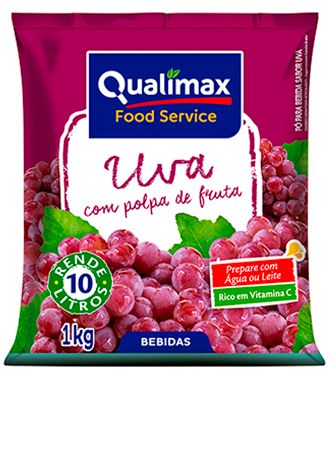 Qualimax
Food Service
Uva
com polpa de fruta
PÓ PARA BEBIDA SABOR UVA
Prepare com
Água ou Leite
Rico em Vitamina C
RENDE
10
LITROS
1kg
BEBIDAS